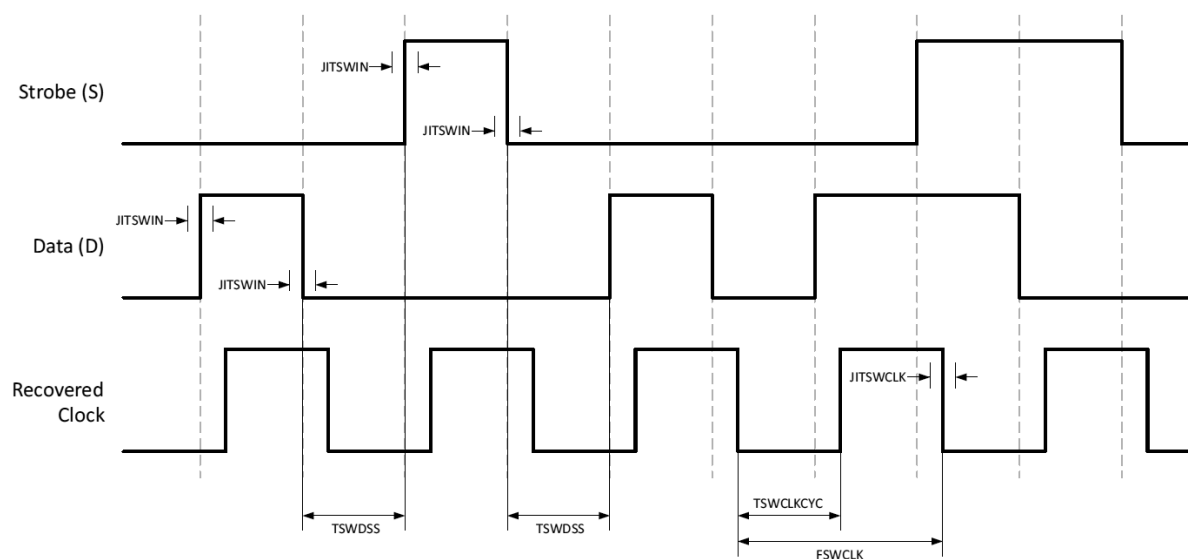 JITSWIN
Strobe (S)
JITSWIN
JITSWIN
Data (D)
JITSWIN
Recovered
Clock
JITSWCLK
TSWDSS
TSWDSS
TSWCLKCYC
FSWCLK